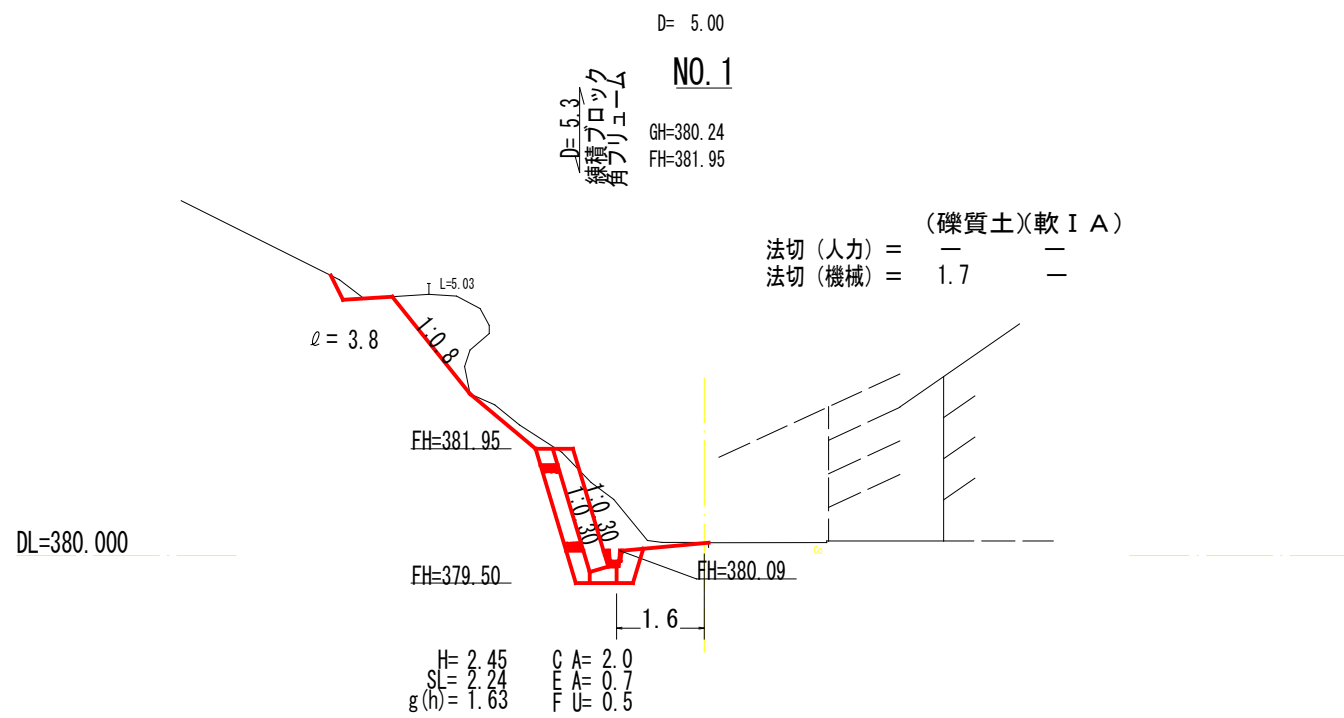 D= 5.00
NO.1
D= 5.3
練積ブロック
角フリューム
GH=380.24
FH=381.95
(礫質土)(軟ⅠA)
法切(人力)= — —
法切(機械)= 1.7 —
L=5.03
1:0.8
ℓ= 3.8
FH=381.95
1:0.30
1:0.30
DL=380.000
FH=379.50
FH=380.09
1.6
H= 2.45 C A= 2.0
SL= 2.24 E A= 0.7
g(h)= 1.63 F U= 0.5